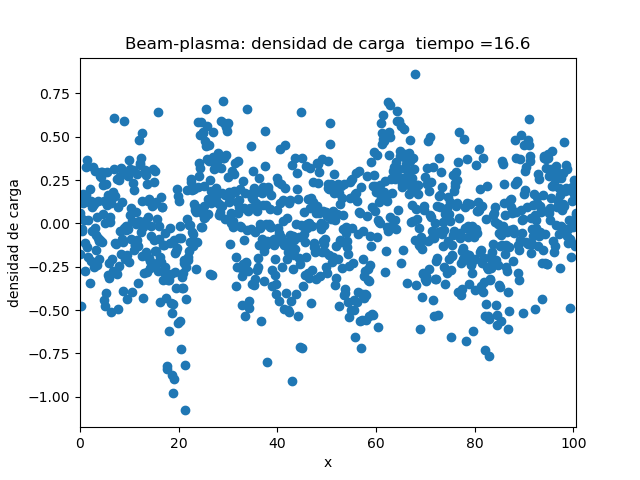 Beam-plasma: densidad de carga  tiempo =16.6
densidad de carga
0.75
0.50
0.25
0.00
−0.25
−0.50
−0.75
−1.00
0 20 40 60 80 100
x